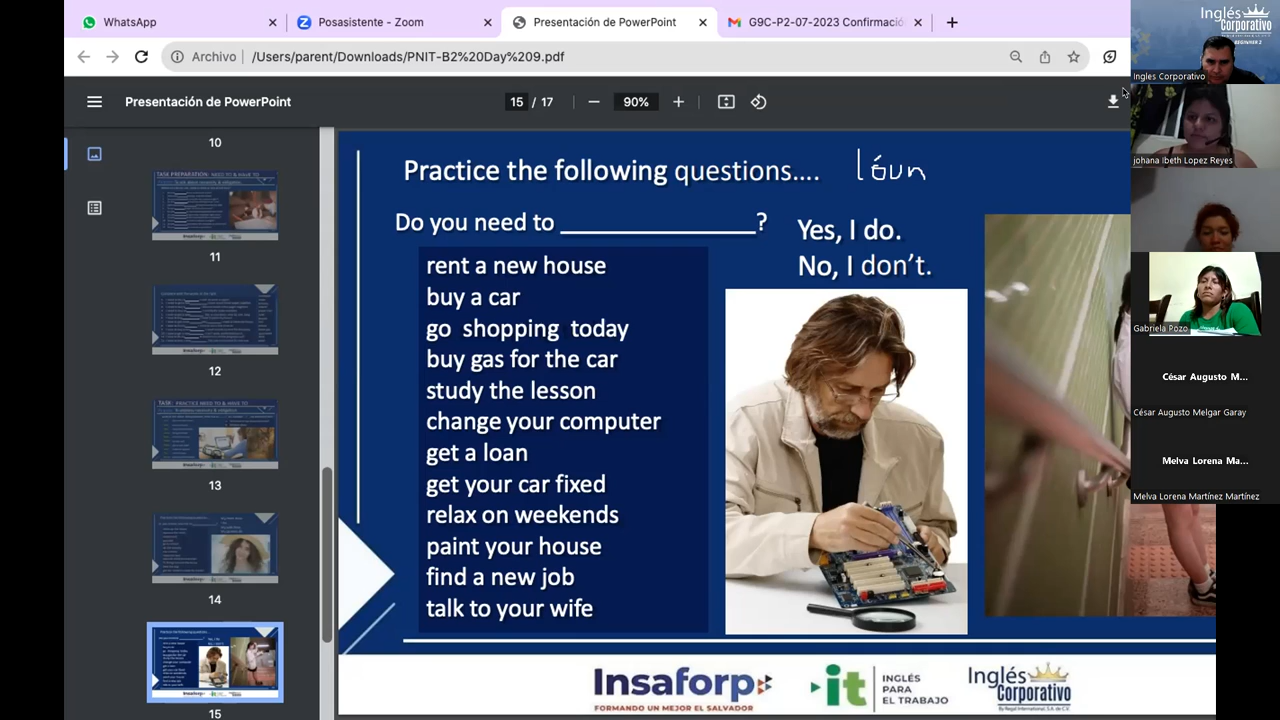 WhatsApp
Posasistente - Zoom
Presentación de PowerPoint
G9C-P2-07-2023 Confirmació
Archivo
/Users/parent/Downloads/PNIT-B2%20Day%209.pdf
Presentación de PowerPoint
15 / 17
90%
10
11
12
13
14
15
Practice the following questions....
lóun
Do you need to _______________?
Yes, I do.
No, I don't.
rent a new house
buy a car
go shopping today
buy gas for the car
study the lesson
change your computer
get a loan
get your car fixed
relax on weekends
paint your house
find a new job
talk to your wife
Insaforp
FORMANDO UN MEJOR EL SALVADOR
it
INGLÉS
PARA
EL TRABAJO
Inglés
Corporativo
Inglés
Corporativo
BEGINNER 2
Ingles Corporativo
johana Ibeth Lopez Reyes
Gabriela Pozo
César Augusto M...
César Augusto Melgar Garay
Melva Lorena Ma...
Melva Lorena Martínez Martínez